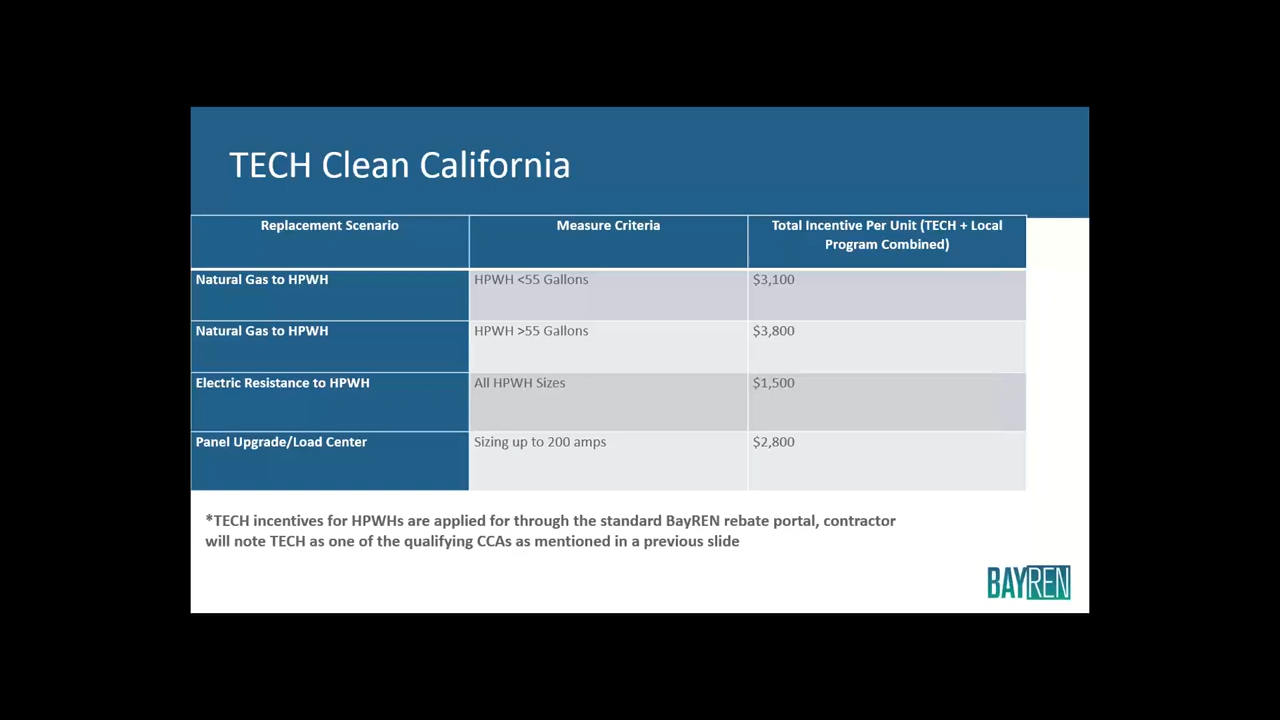 TECH Clean California
Replacement Scenario
Measure Criteria
Total Incentive Per Unit (TECH + Local
Program Combined)
Natural Gas to HPWH
HPWH <55 Gallons
$3,100
Natural Gas to HPWH
HPWH >55 Gallons
$3,800
Electric Resistance to HPWH
All HPWH Sizes
$1,500
Panel Upgrade/Load Center
Sizing up to 200 amps
$2,800
*TECH incentives for HPWHs are applied for through the standard BayREN rebate portal, contractor
will note TECH as one of the qualifying CCAs as mentioned in a previous slide
BAYREN